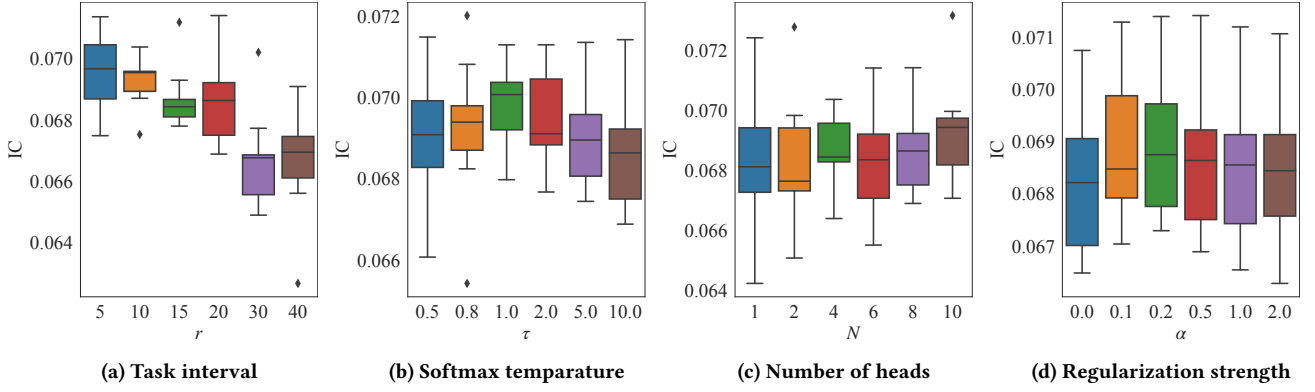 0.070
0.068
0.066
0.064
IC
5 10 15 20 30 40
r
(a) Task interval
0.072
0.070
0.068
0.066
IC
0.5 0.8 1.0 2.0 5.0 10.0
τ
(b) Softmax temparature
0.072
0.070
0.068
0.066
0.064
IC
1 2 4 6 8 10
N
(c) Number of heads
0.071
0.070
0.069
0.068
0.067
IC
0.0 0.1 0.2 0.5 1.0 2.0
α
(d) Regularization strength